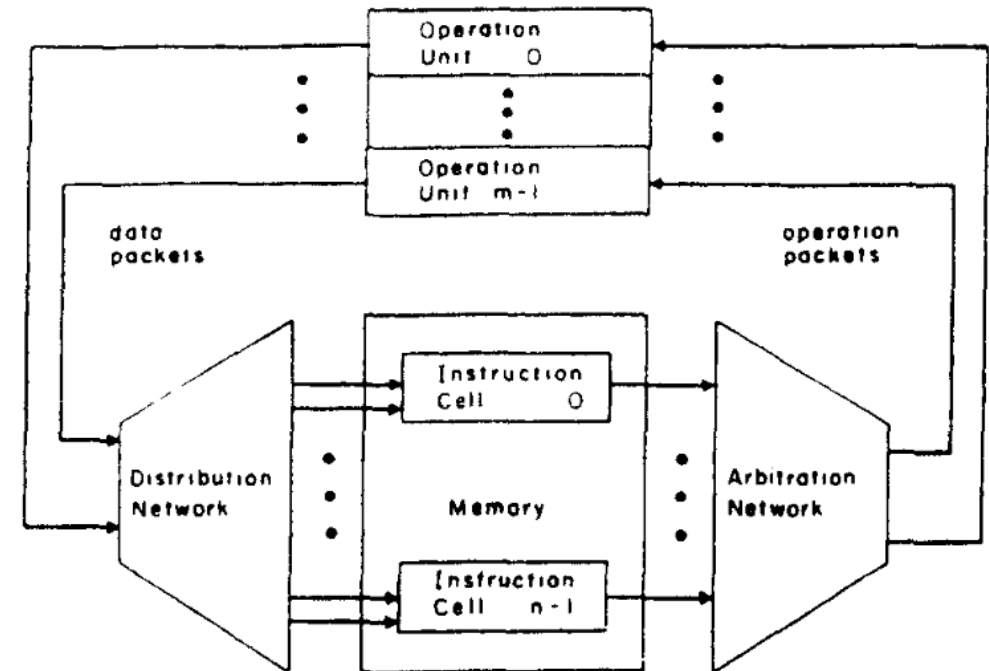 Operation
Unit 0
Operation
Unit m-1
data
packets
operation
packets
Instruction
Cell 0
Distribution
Network
Memory
Arbitration
Network
Instruction
Cell n-1